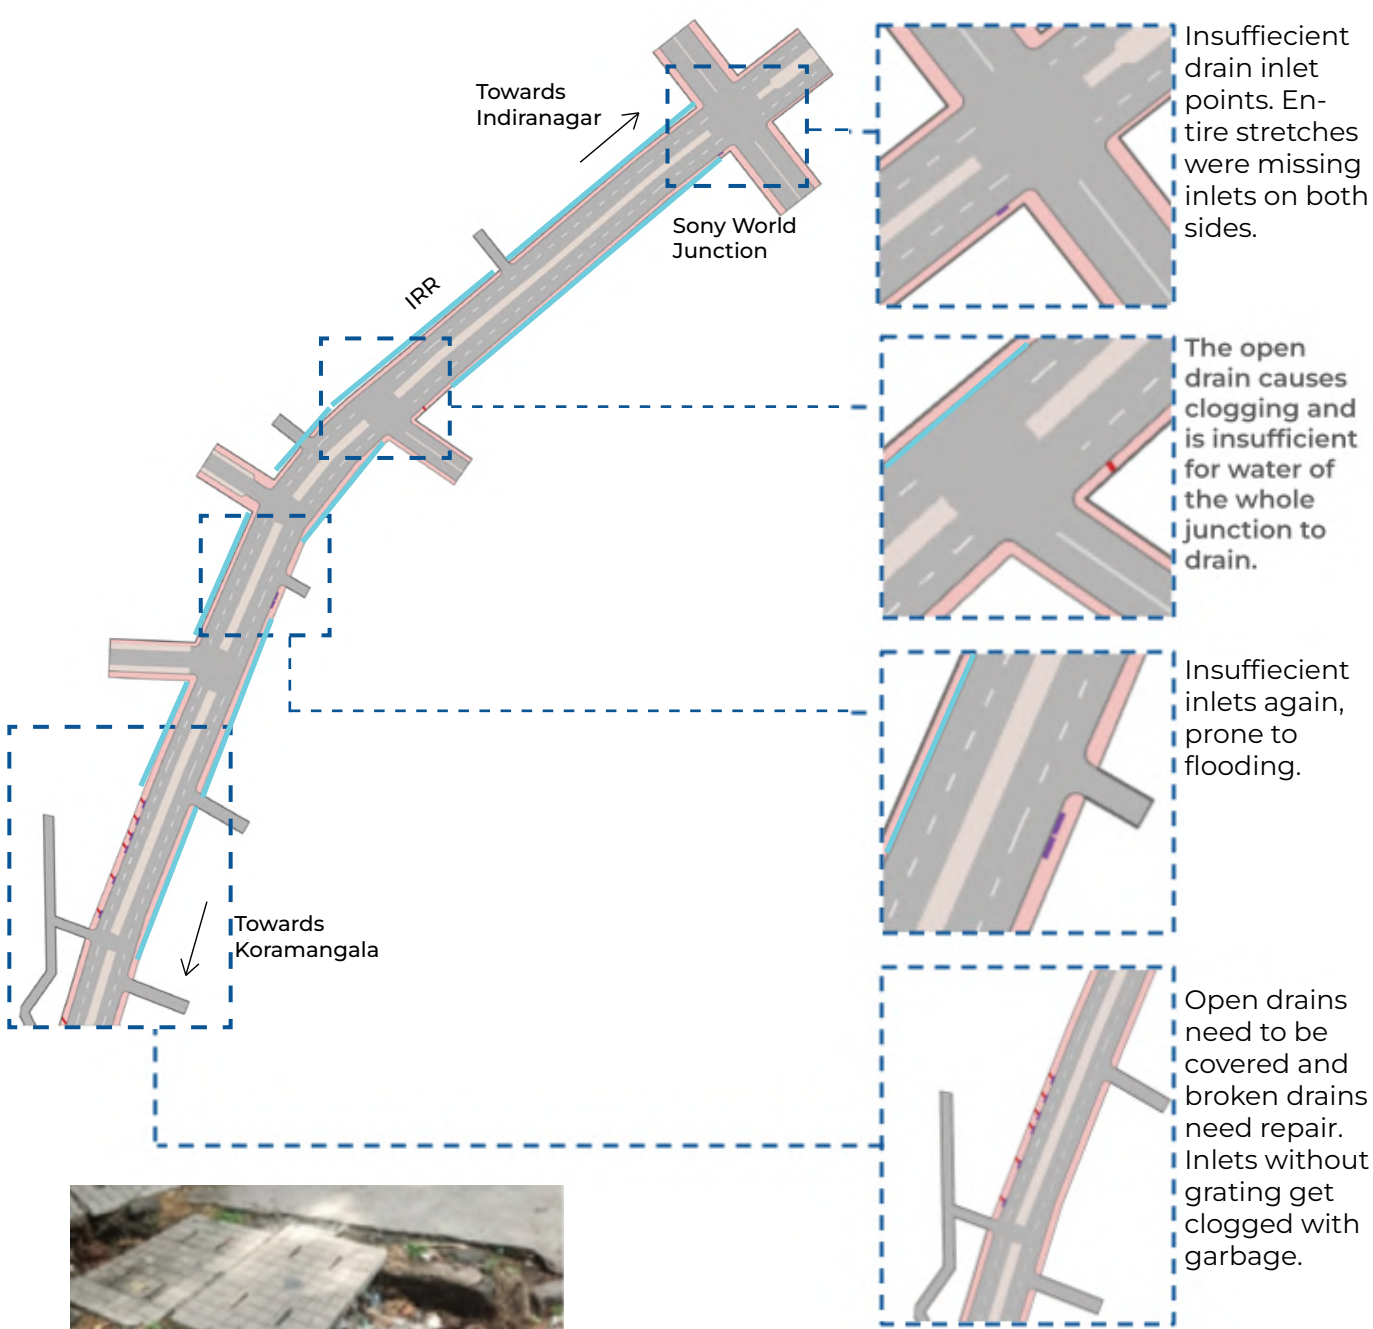 Towards
Indiranagar
Sony World
Junction
IRR
Towards
Koramangala
Insuffiecient
drain inlet
points. En-
tire stretches
were missing
inlets on both
sides.
The open
drain causes
clogging and
is insufficient
for water of
the whole
junction to
drain.
Insuffiecient
inlets again,
prone to
flooding.
Open drains
need to be
covered and
broken drains
need repair.
Inlets without
grating get
clogged with
garbage.